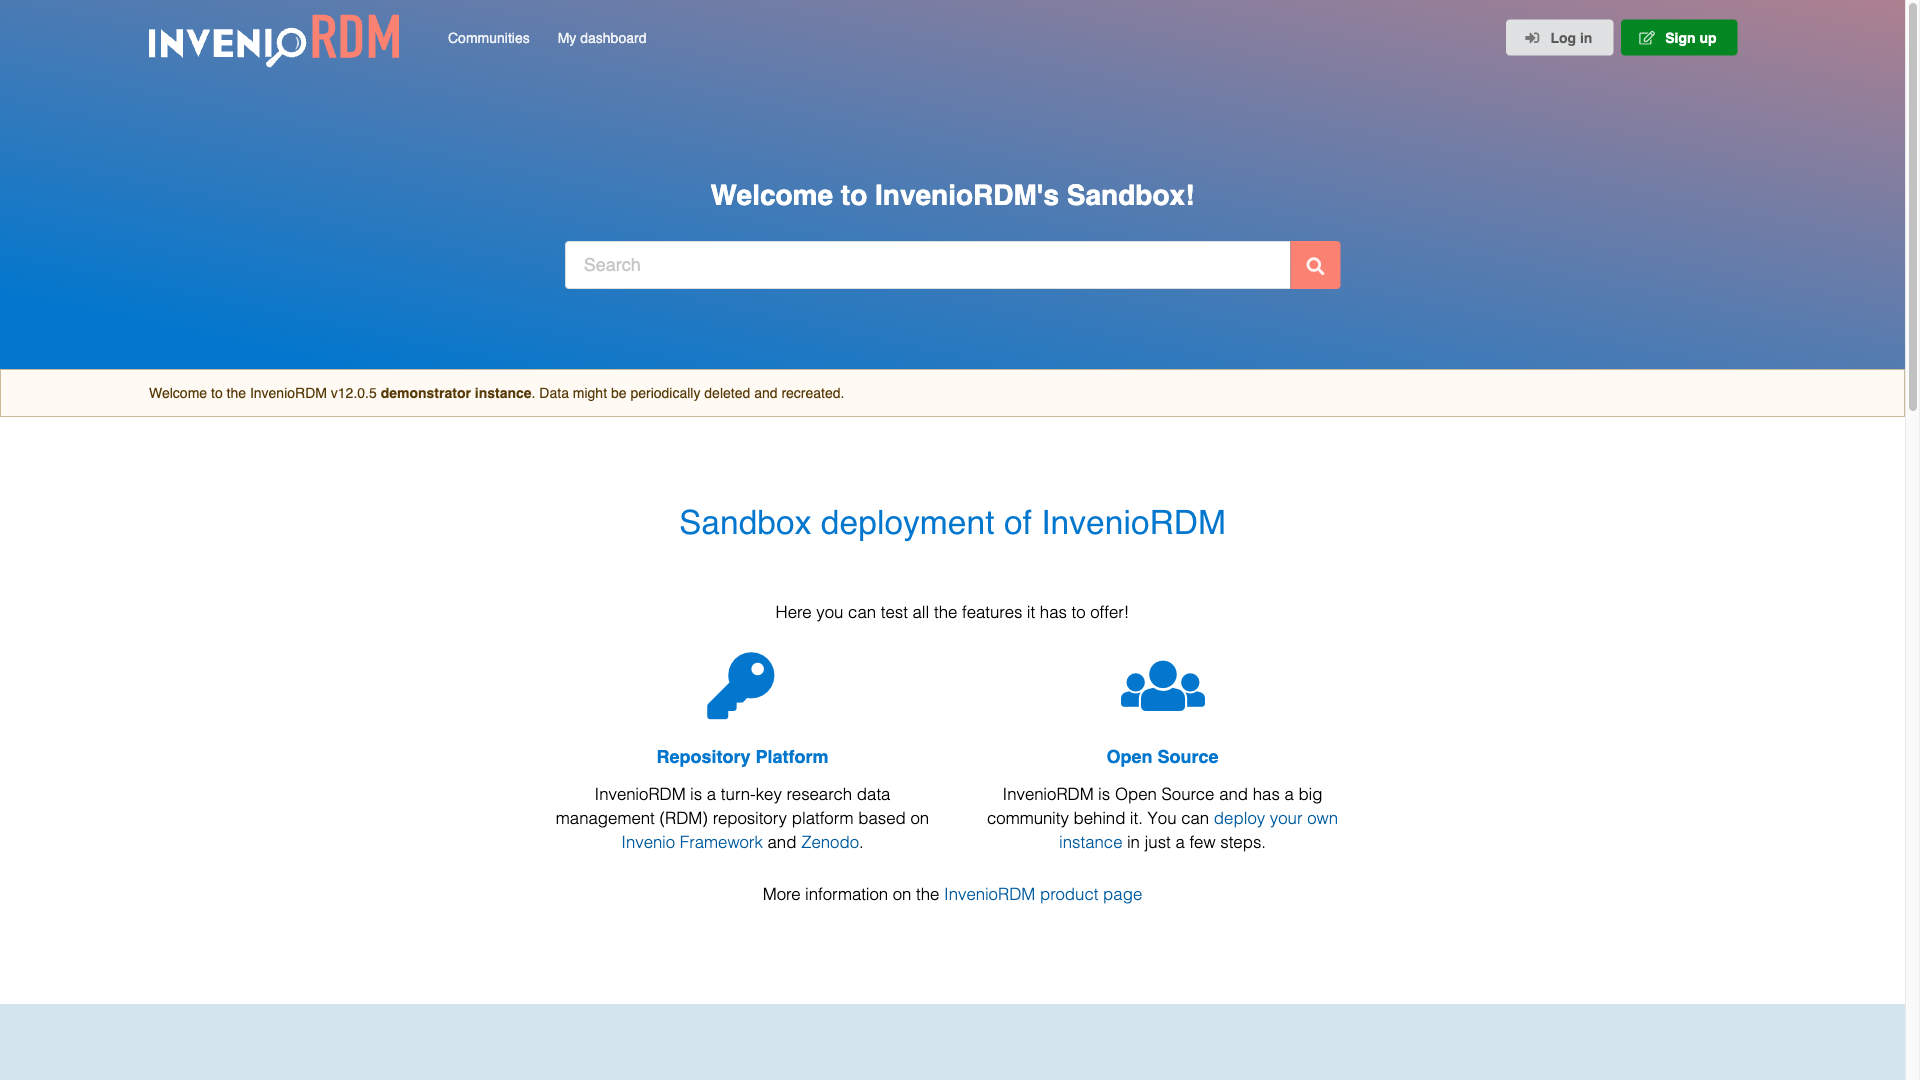 INVENIO RDM
Communities
My dashboard
Log in
Sign up
Welcome to InvenioRDM's Sandbox!
Search
Welcome to the InvenioRDM v12.0.5 demonstrator instance. Data might be periodically deleted and recreated.
Sandbox deployment of InvenioRDM
Here you can test all the features it has to offer!
Repository Platform
InvenioRDM is a turn-key research data
management (RDM) repository platform based on
Invenio Framework and Zenodo.
Open Source
InvenioRDM is Open Source and has a big
community behind it. You can deploy your own
instance in just a few steps.
More information on the InvenioRDM product page